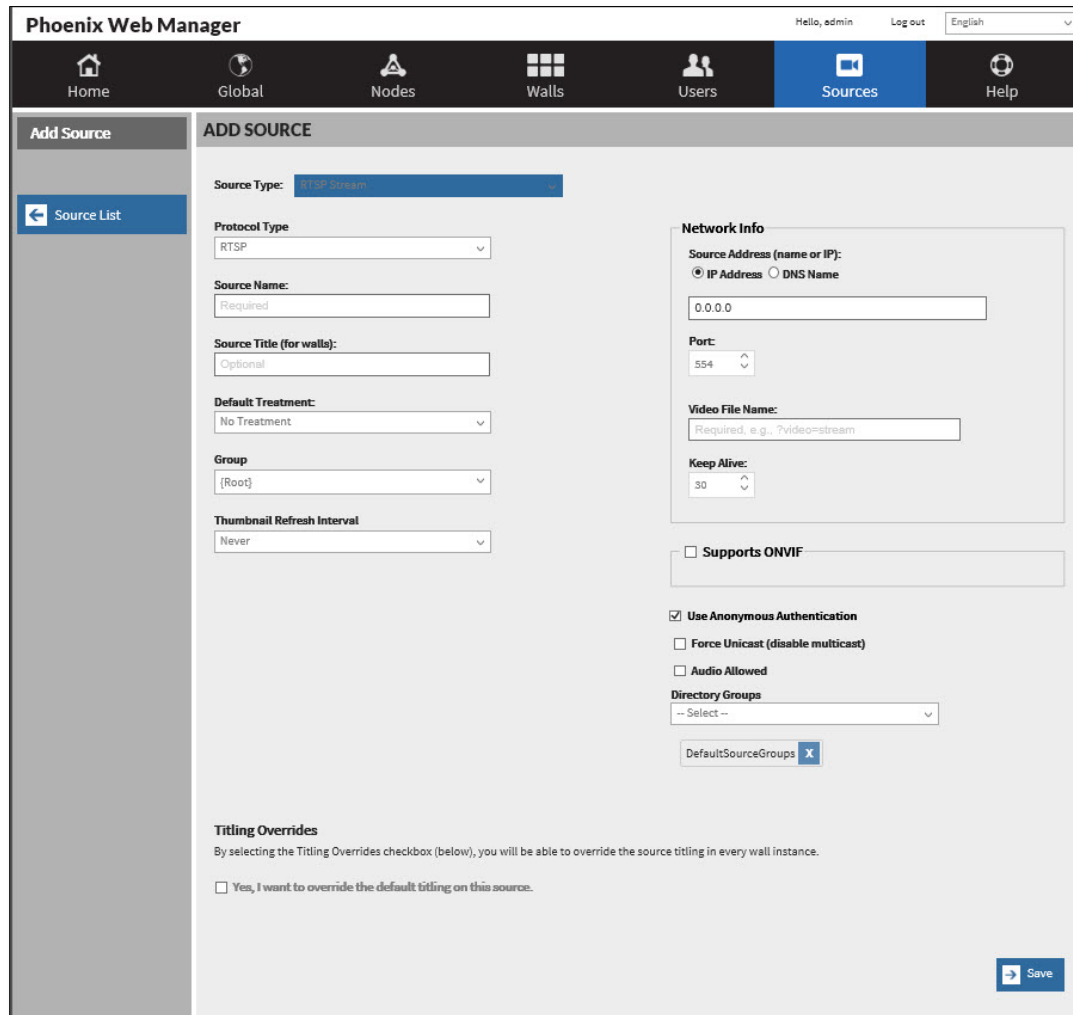 Phoenix Web Manager
Hello, admin
Log out
English
Home
Global
Nodes
Walls
Users
Sources
Help
Add Source
Source List
ADD SOURCE
Source Type:
RTSP Stream
Protocol Type
RTSP
Source Name:
Required
Source Title (for walls):
Optional
Default Treatment:
No Treatment
Group
{Root}
Thumbnail Refresh Interval
Never
Network Info
Source Address (name or IP):
IP Address
DNS Name
0.0.0.0
Port:
554
Video File Name:
Required, e.g., ?video=stream
Keep Alive:
30
Supports ONVIF
Use Anonymous Authentication
Force Unicast (disable multicast)
Audio Allowed
Directory Groups
-- Select --
DefaultSourceGroups
X
Titling Overrides
By selecting the Titling Overrides checkbox (below), you will be able to override the source titling in every wall instance.
Yes, I want to override the default titling on this source.
Save